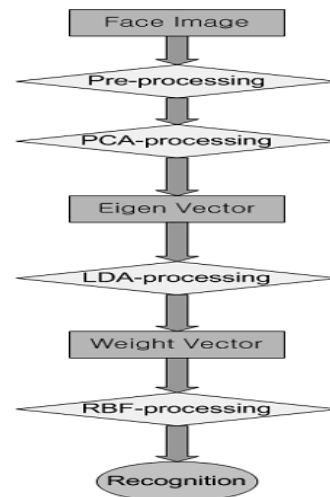 Face Image
Pre-processing
PCA-processing
Eigen Vector
LDA-processing
Weight Vector
RBF-processing
Recognition